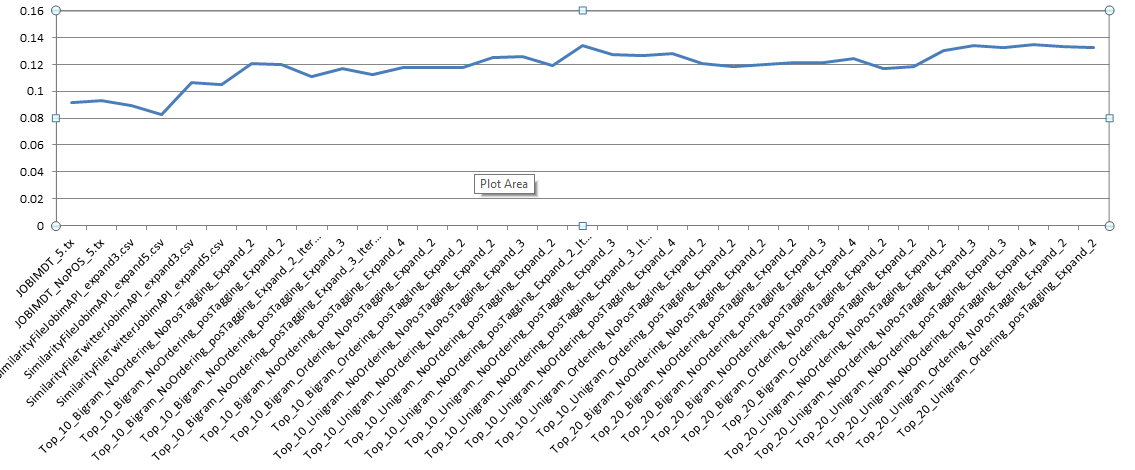 0.16
0.14
0.12
0.1
0.08
0.06
0.04
0.02
0
Plot Area
JOBIMDT_5.tx
JOBIMDT_NoPOS_5.tx
SimilarityFileJobimAPI_expand3.csv
SimilarityFileJobimAPI_expand5.csv
SimilarityFileTwitterJobimAPI_expand3.csv
SimilarityFileTwitterJobimAPI_expand5.csv
Top_10_Bigram_NoOrdering_NoPosTagging_Expand_2
Top_10_Bigram_NoOrdering_posTagging_Expand_2
Top_10_Bigram_NoOrdering_posTagging_Expand_2_Iter...
Top_10_Bigram_NoOrdering_posTagging_Expand_3
Top_10_Bigram_NoOrdering_posTagging_Expand_3_Iter...
Top_10_Bigram_NoOrdering_posTagging_Expand_4
Top_10_Bigram_Ordering_NoPosTagging_Expand_2
Top_10_Bigram_Ordering_posTagging_Expand_2
Top_10_Unigram_NoOrdering_NoPosTagging_Expand_2
Top_10_Unigram_NoOrdering_NoPosTagging_Expand_3
Top_10_Unigram_NoOrdering_posTagging_Expand_2
Top_10_Unigram_NoOrdering_posTagging_Expand_2_It...
Top_10_Unigram_NoOrdering_posTagging_Expand_3
Top_10_Unigram_NoOrdering_posTagging_Expand_3_It...
Top_10_Unigram_NoOrdering_posTagging_Expand_4
Top_10_Unigram_Ordering_NoPosTagging_Expand_2
Top_10_Unigram_Ordering_posTagging_Expand_2
Top_20_Bigram_NoOrdering_NoPosTagging_Expand_2
Top_20_Bigram_NoOrdering_posTagging_Expand_2
Top_20_Bigram_NoOrdering_posTagging_Expand_3
Top_20_Bigram_NoOrdering_posTagging_Expand_4
Top_20_Bigram_Ordering_NoPosTagging_Expand_2
Top_20_Bigram_Ordering_posTagging_Expand_2
Top_20_Unigram_NoOrdering_NoPosTagging_Expand_2
Top_20_Unigram_NoOrdering_NoPosTagging_Expand_3
Top_20_Unigram_NoOrdering_posTagging_Expand_3
Top_20_Unigram_NoOrdering_posTagging_Expand_4
Top_20_Unigram_Ordering_NoPosTagging_Expand_2
Top_20_Unigram_Ordering_posTagging_Expand_2